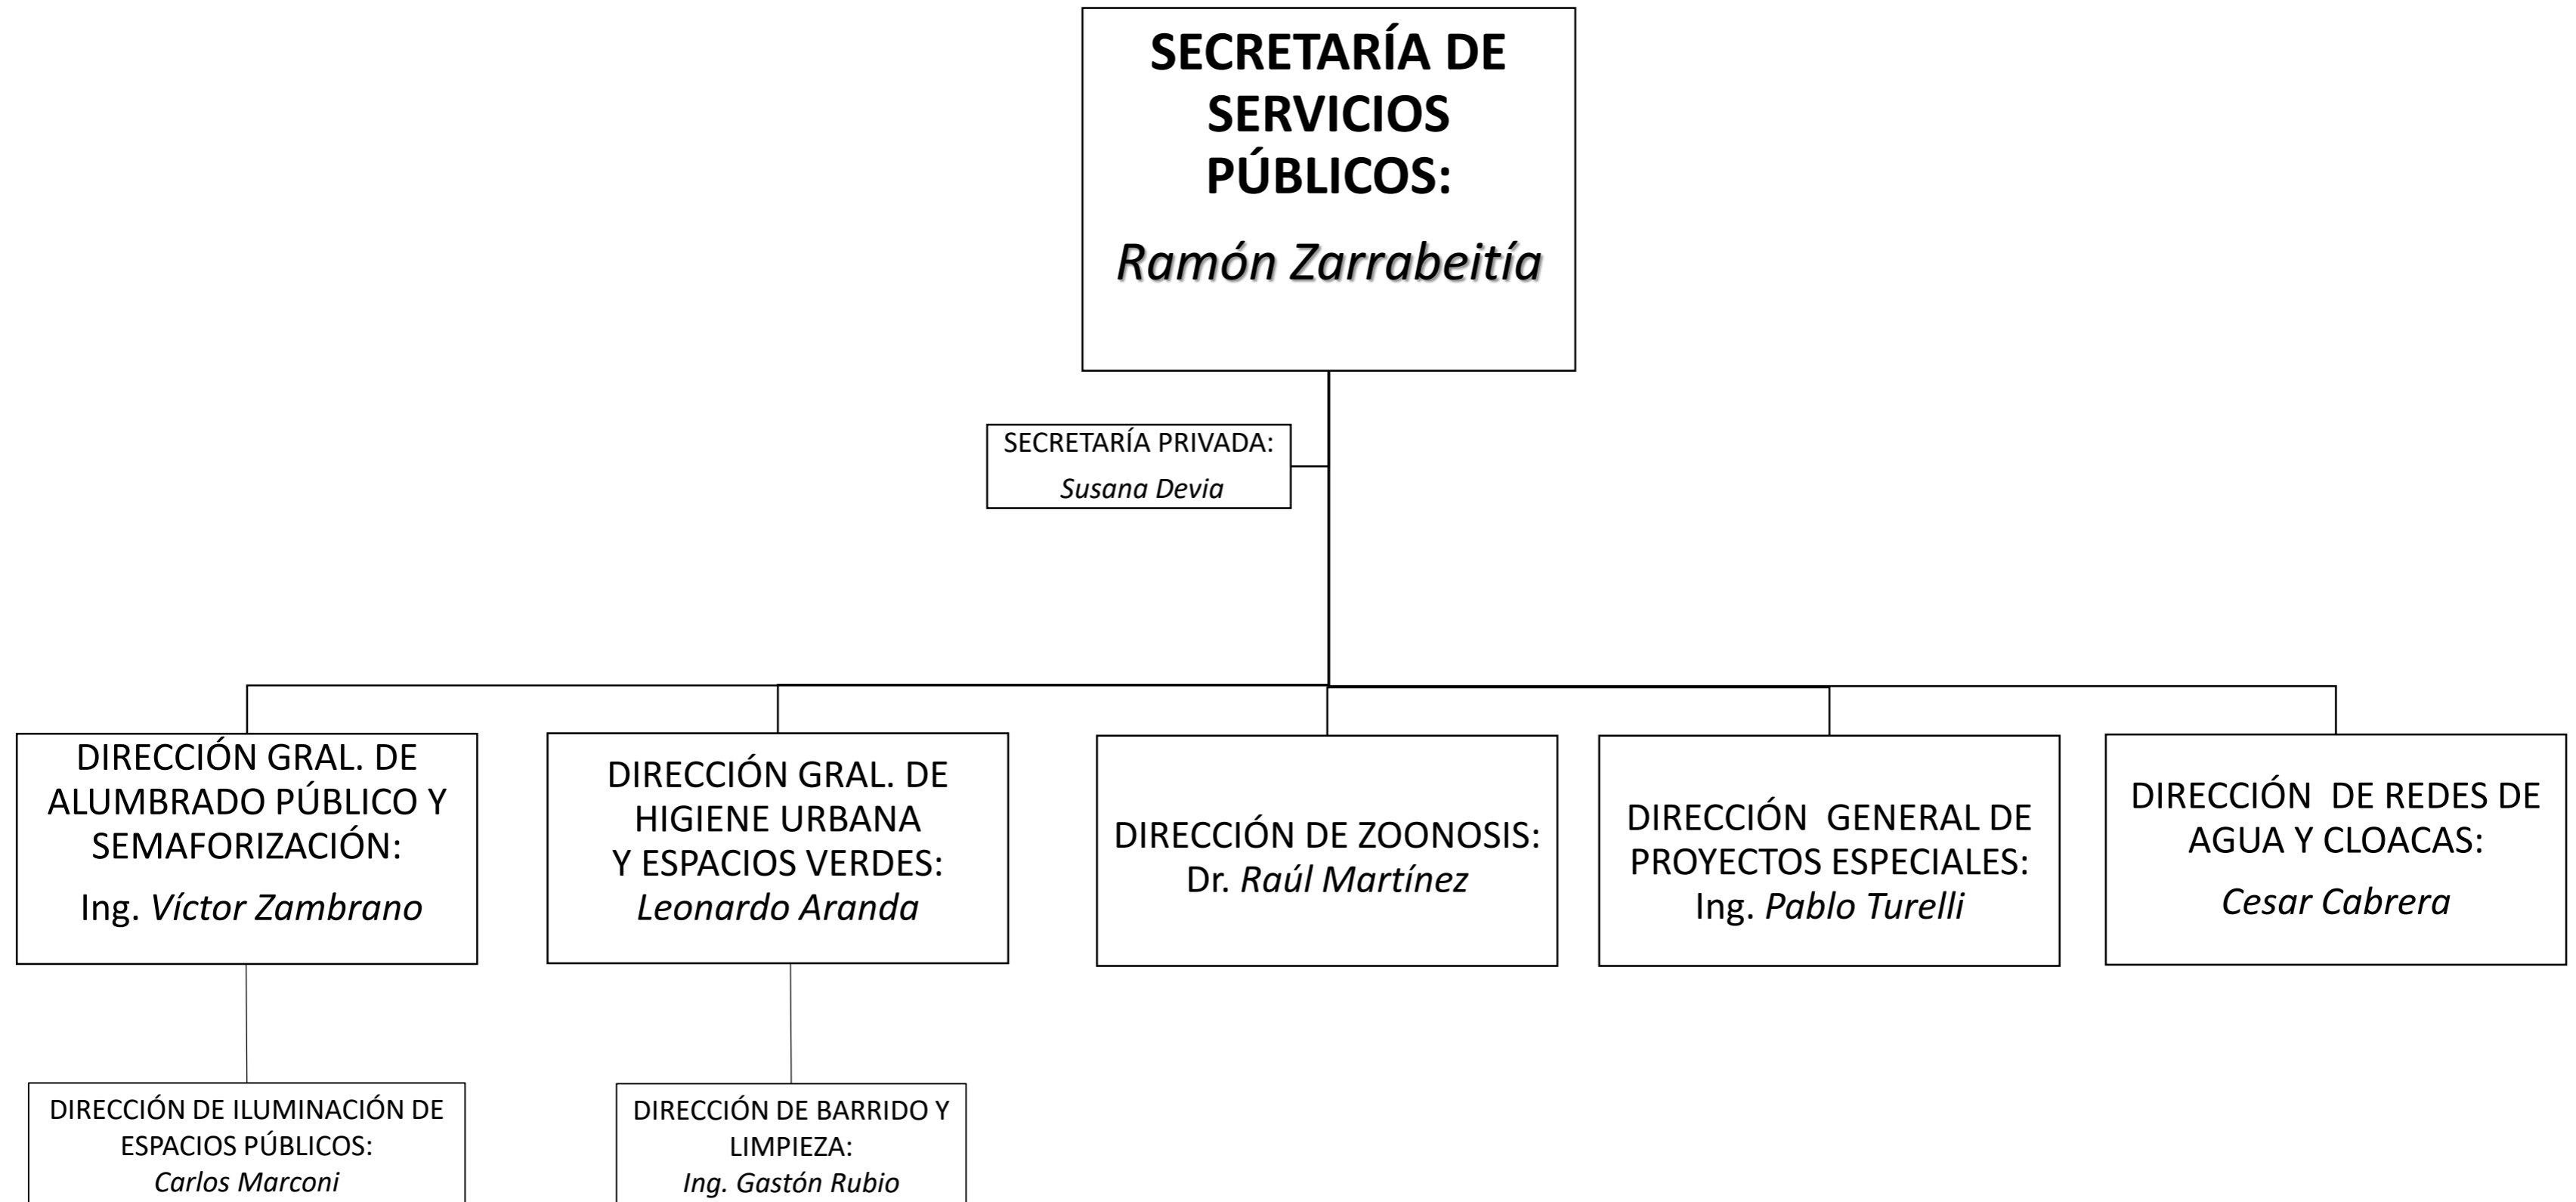 SECRETARÍA DE
SERVICIOS
PÚBLICOS:
Ramón Zarrabeitía
SECRETARÍA PRIVADA:
Susana Devia
DIRECCIÓN GRAL. DE
ALUMBRADO PÚBLICO Y
SEMAFORIZACIÓN:
Ing. Víctor Zambrano
DIRECCIÓN GRAL. DE
HIGIENE URBANA
Y ESPACIOS VERDES:
Leonardo Aranda
DIRECCIÓN DE ZOONOSIS:
Dr. Raúl Martínez
DIRECCIÓN  GENERAL DE
PROYECTOS ESPECIALES:
Ing. Pablo Turelli
DIRECCIÓN  DE REDES DE
AGUA Y CLOACAS:
Cesar Cabrera
DIRECCIÓN DE ILUMINACIÓN DE
ESPACIOS PÚBLICOS:
Carlos Marconi
DIRECCIÓN DE BARRIDO Y
LIMPIEZA:
Ing. Gastón Rubio